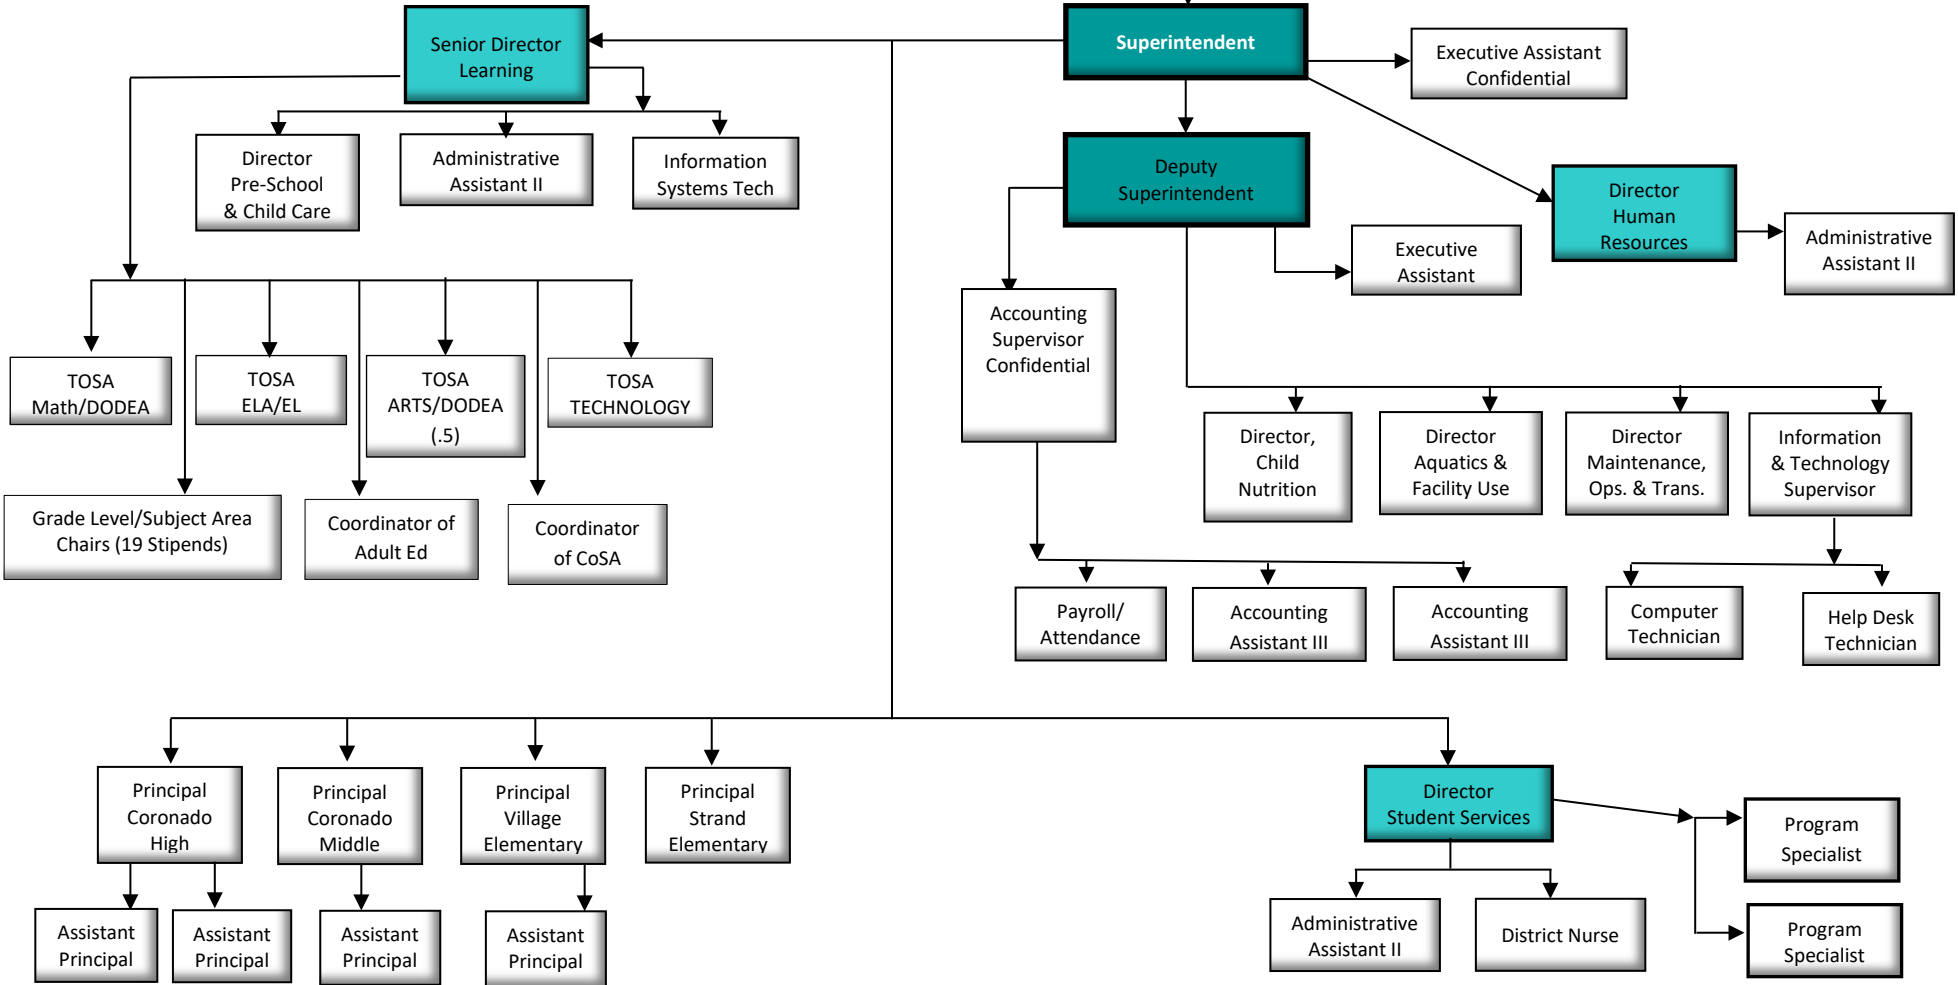 Superintendent
Senior Director
Learning
Executive Assistant
Confidential
Director
Pre-School
& Child Care
Administrative
Assistant II
Information
Systems Tech
Deputy
Superintendent
Director
Human
Resources
Administrative
Assistant II
Executive
Assistant
Accounting
Supervisor
Confidential
TOSA
Math/DODEA
TOSA
ELA/EL
TOSA
ARTS/DODEA
(.5)
TOSA
TECHNOLOGY
Director,
Child
Nutrition
Director
Aquatics &
Facility Use
Director
Maintenance,
Ops. & Trans.
Information
& Technology
Supervisor
Grade Level/Subject Area
Chairs (19 Stipends)
Coordinator of
Adult Ed
Coordinator
of CoSA
Payroll/
Attendance
Accounting
Assistant III
Accounting
Assistant III
Computer
Technician
Help Desk
Technician
Principal
Coronado
High
Principal
Coronado
Middle
Principal
Village
Elementary
Principal
Strand
Elementary
Director
Student Services
Program
Specialist
Assistant
Principal
Assistant
Principal
Assistant
Principal
Assistant
Principal
Administrative
Assistant II
District Nurse
Program
Specialist